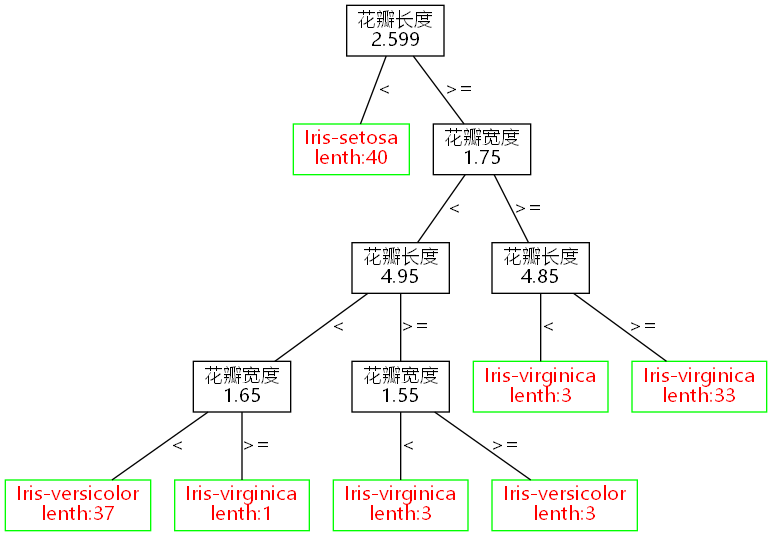 花瓣长度
2.599
<
>=
Iris-setosa
lenth:40
花瓣宽度
1.75
<
>=
花瓣长度
4.95
花瓣长度
4.85
<
>=
<
>=
花瓣宽度
1.65
花瓣宽度
1.55
Iris-virginica
lenth:3
Iris-virginica
lenth:33
<
>=
<
>=
Iris-versicolor
lenth:37
Iris-virginica
lenth:1
Iris-virginica
lenth:3
Iris-versicolor
lenth:3